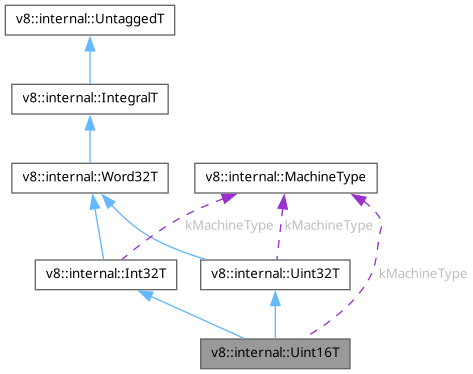 v8::internal::UntaggedT
v8::internal::IntegralT
v8::internal::Word32T
v8::internal::MachineType
kMachineType
kMachineType
v8::internal::Int32T
v8::internal::Uint32T
kMachineType
v8::internal::Uint16T